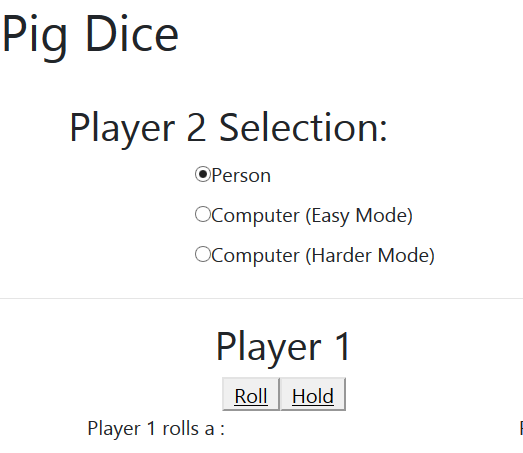 Pig Dice
Player 2 Selection:
Person
Computer (Easy Mode)
Computer (Harder Mode)
Player 1
Roll Hold
Player 1 rolls a :